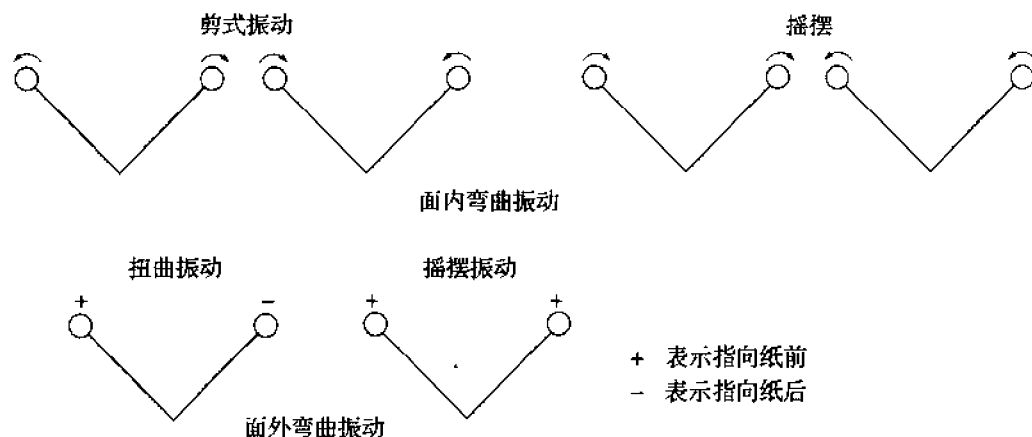 剪式振动 摇摆
面内弯曲振动
扭曲振动 摇摆振动
+ - + +
+ 表示指向纸前
- 表示指向纸后
面外弯曲振动